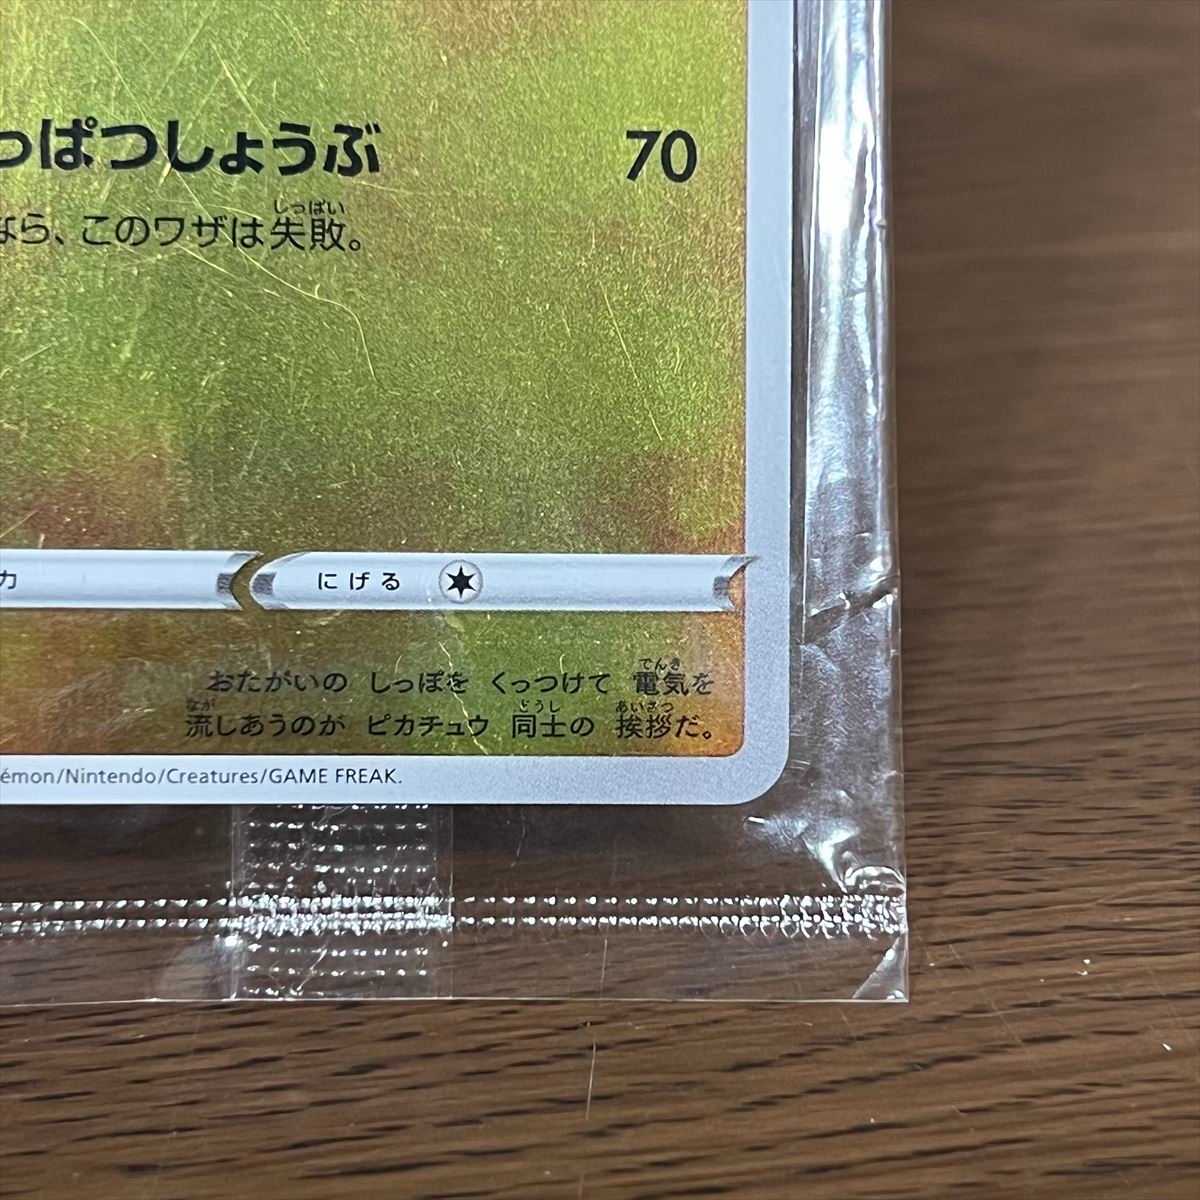 っぱつしょうぶ 70
しっぱい
なら、このワザは失敗。
力 にげる
でんき
おたがいの しっぽを くっつけて 電気を
なが どうし あいさつ
流しあうのが ピカチュウ 同士の 挨拶だ。
émon/Nintendo/Creatures/GAME FREAK.